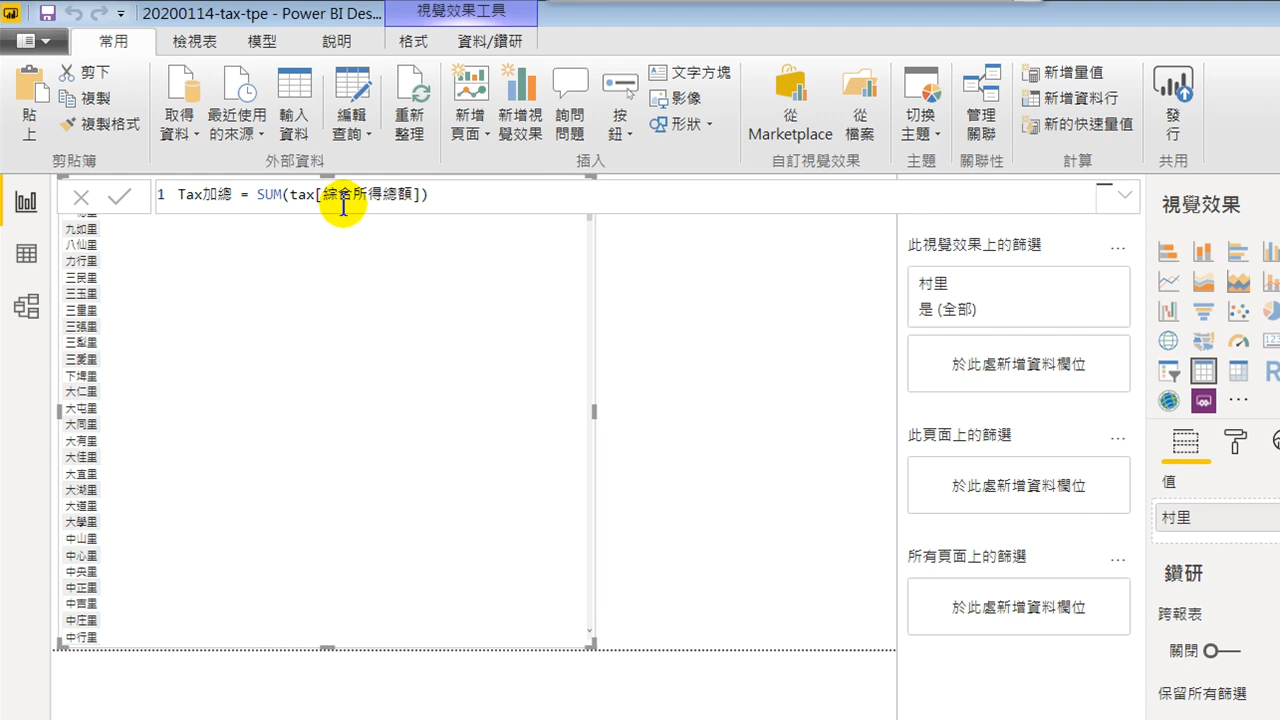 20200114-tax-tpe - Power BI Des...
視覺效果工具
常用
檢視表
模型
說明
格式
資料/鑽研
貼上
剪下
複製
複製格式
剪貼簿
取得資料
最近使用的來源
輸入資料
編輯查詢
重新整理
外部資料
新增頁面
新增視覺效果
詢問問題
按鈕
文字方塊
影像
形狀
插入
從 Marketplace
從檔案
自訂視覺效果
切換主題
主題
管理關聯
關聯性
新增量值
新增資料行
新的快速量值
計算
發行
共用
1 Tax加總 = SUM(tax[綜合所得總額])
九如里
八仙里
力行里
三民里
三玉里
三重里
三張里
三犁里
三愛里
下埤里
大仁里
大屯里
大同里
大有里
大佳里
大直里
大湖里
大道里
大學里
中山里
中心里
中央里
中正里
中吉里
中庄里
中行里
此視覺效果上的篩選
...
村里
是 (全部)
於此處新增資料欄位
此頁面上的篩選
...
於此處新增資料欄位
所有頁面上的篩選
...
於此處新增資料欄位
視覺效果
R
123
...
值
村里
鑽研
跨報表
關閉
保留所有篩選